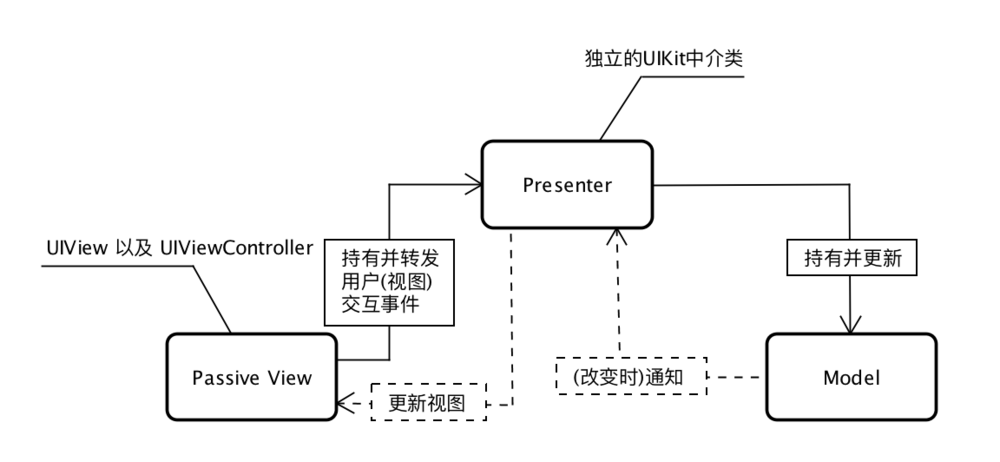 独立的UIKit中介类
Presenter
UIView 以及 UIViewController
持有并转发
用户(视图)
交互事件
持有并更新
Passive View
更新视图
(改变时)通知
Model